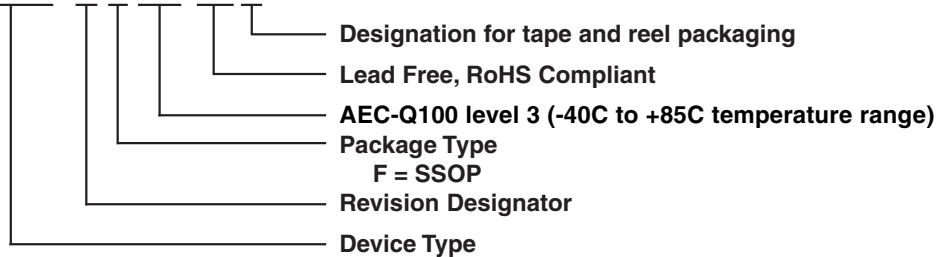 Designation for tape and reel packaging
Lead Free, RoHS Compliant
AEC-Q100 level 3 (-40C to +85C temperature range)
Package Type
F = SSOP
Revision Designator
Device Type